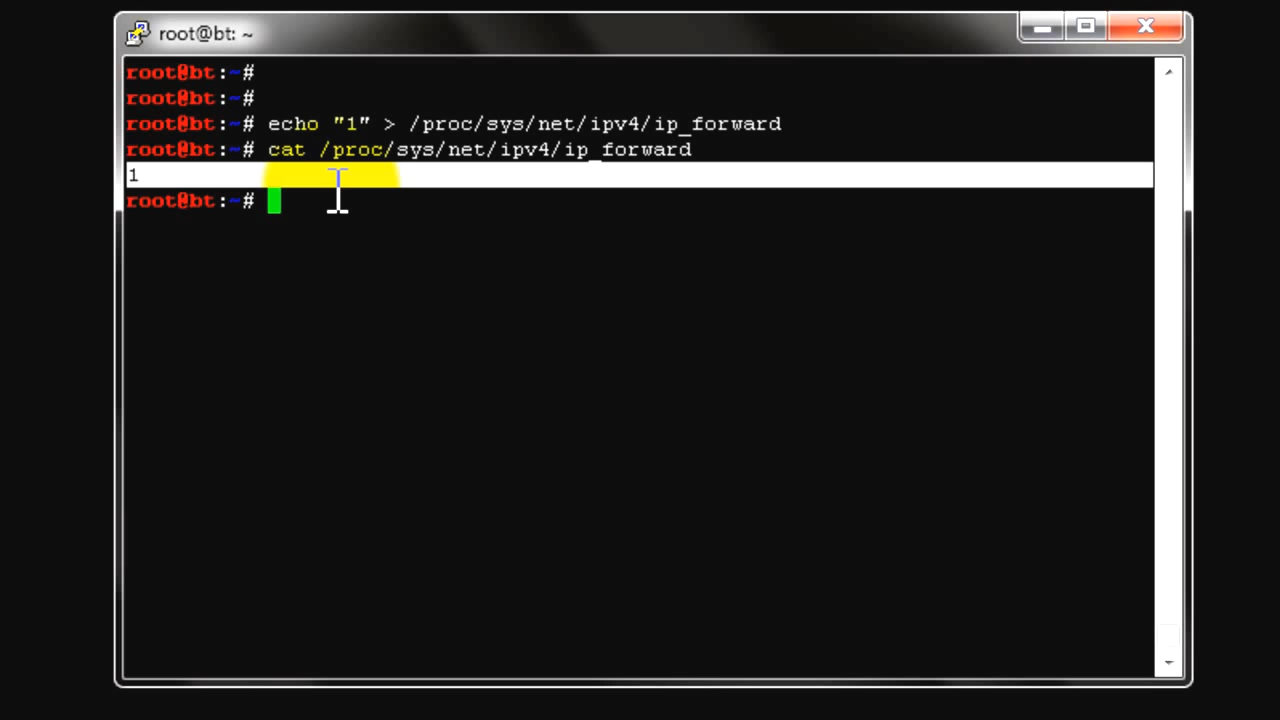 root@bt: ~
root@bt:~#
root@bt:~#
root@bt:~# echo "1" > /proc/sys/net/ipv4/ip_forward
root@bt:~# cat /proc/sys/net/ipv4/ip_forward
1
root@bt:~#